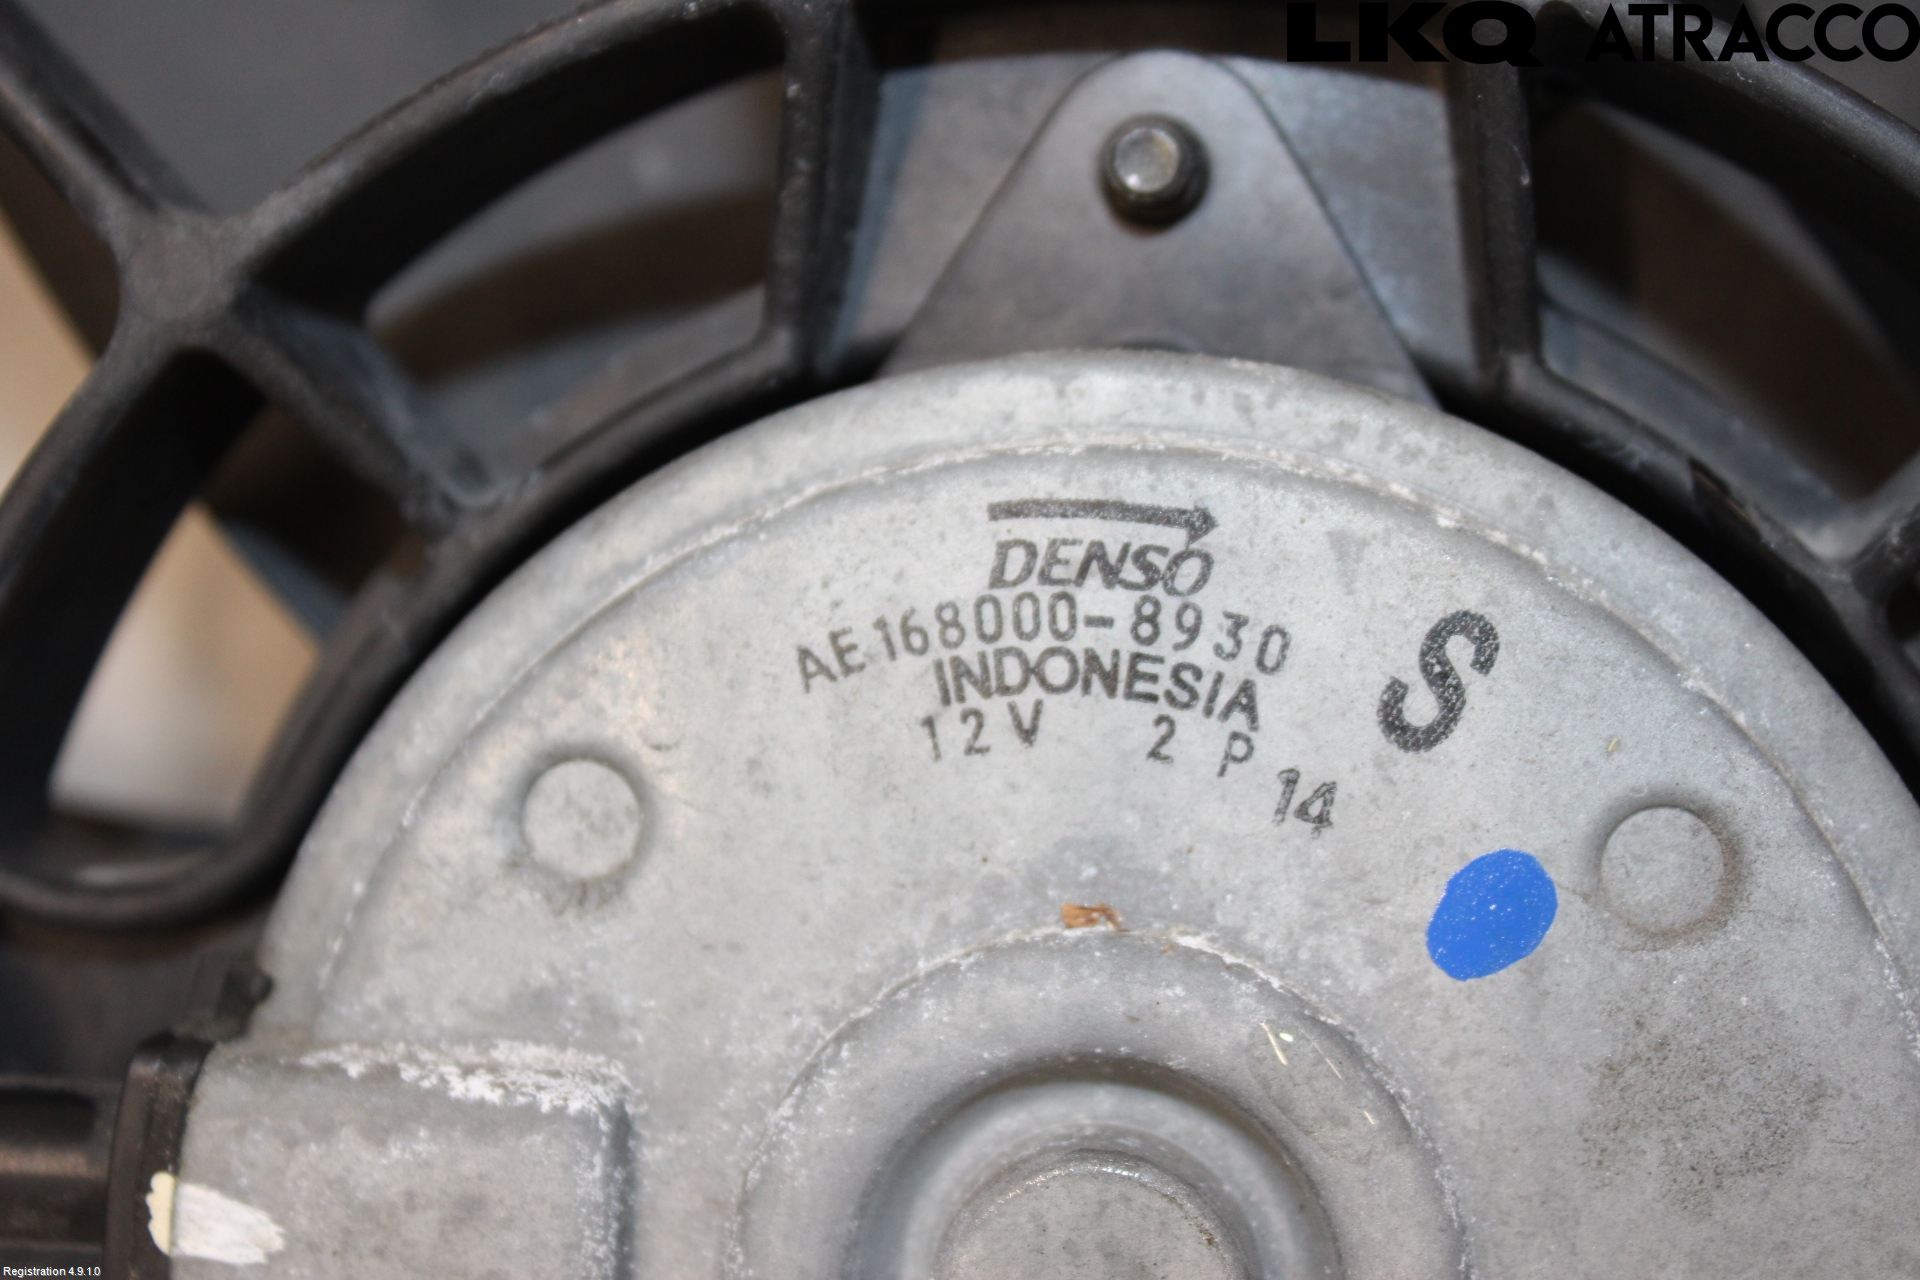 LKQ ATRACCO
DENSO
AE168000-8930
INDONESIA
12V 2P
14
S
Registration 4.9.1.0